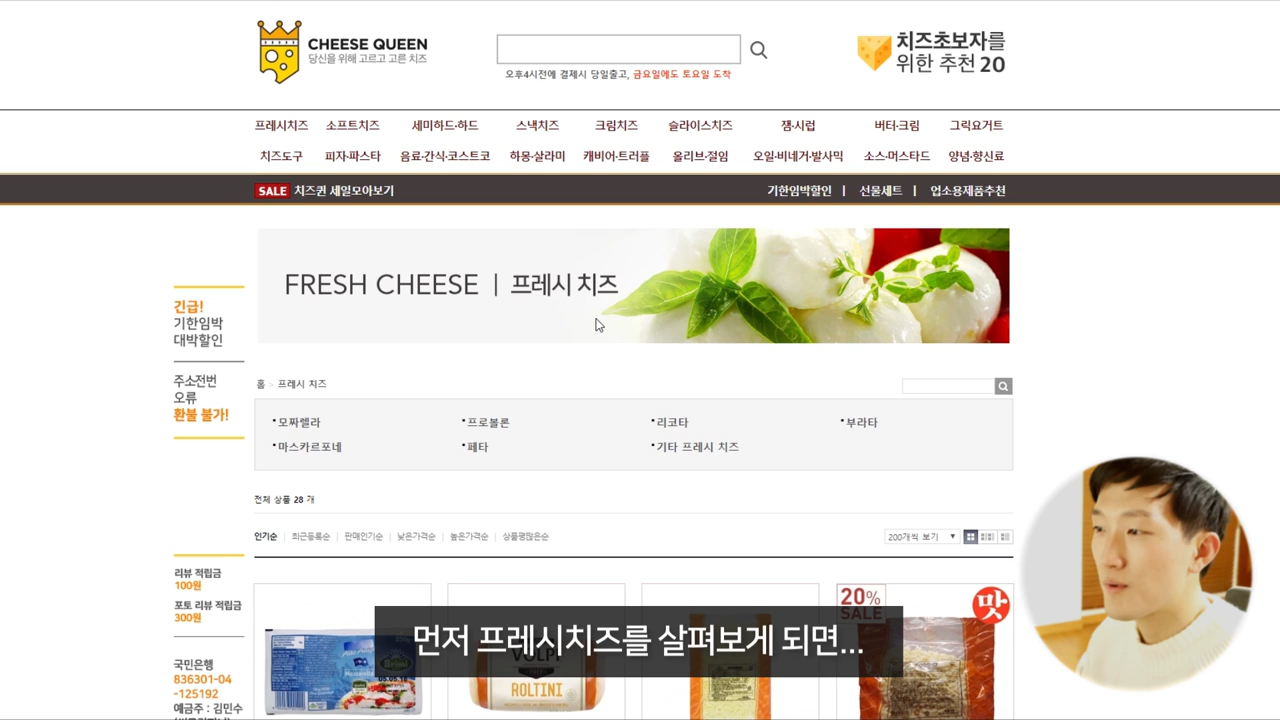 CHEESE QUEEN
당신을 위해 고르고 고른 치즈
오후4시전에 결제시 당일출고, 금요일에도 토요일 도착
치즈초보자를
위한 추천 20
프레시치즈 소프트치즈 세미하드·하드 스낵치즈 크림치즈 슬라이스치즈 잼·시럽 버터·크림 그릭요거트
치즈도구 피자·파스타 음료·간식·코스트코 하몽·살라미 캐비어·트러플 올리브·절임 오일·비네거·발사믹 소스·머스타드 양념·향신료
SALE 치즈퀸 세일모아보기 기한임박할인 | 선물세트 | 업소용제품추천
FRESH CHEESE | 프레시 치즈
긴급!
기한임박
대박할인
주소전번
오류
환불 불가!
홈 > 프레시 치즈
모짜렐라 프로볼론 리코타 부라타
마스카르포네 페타 기타 프레시 치즈
전체 상품 28 개
인기순 | 최근등록순 | 판매인기순 | 낮은가격순 | 높은가격순 | 상품평많은순
200개씩 보기
리뷰 적립금
100원
포토 리뷰 적립금
300원
국민은행
836301-04
-125192
예금주 : 김민수
20%
SALE
맛
ROLTINI
먼저 프레시치즈를 살펴보게 되면...